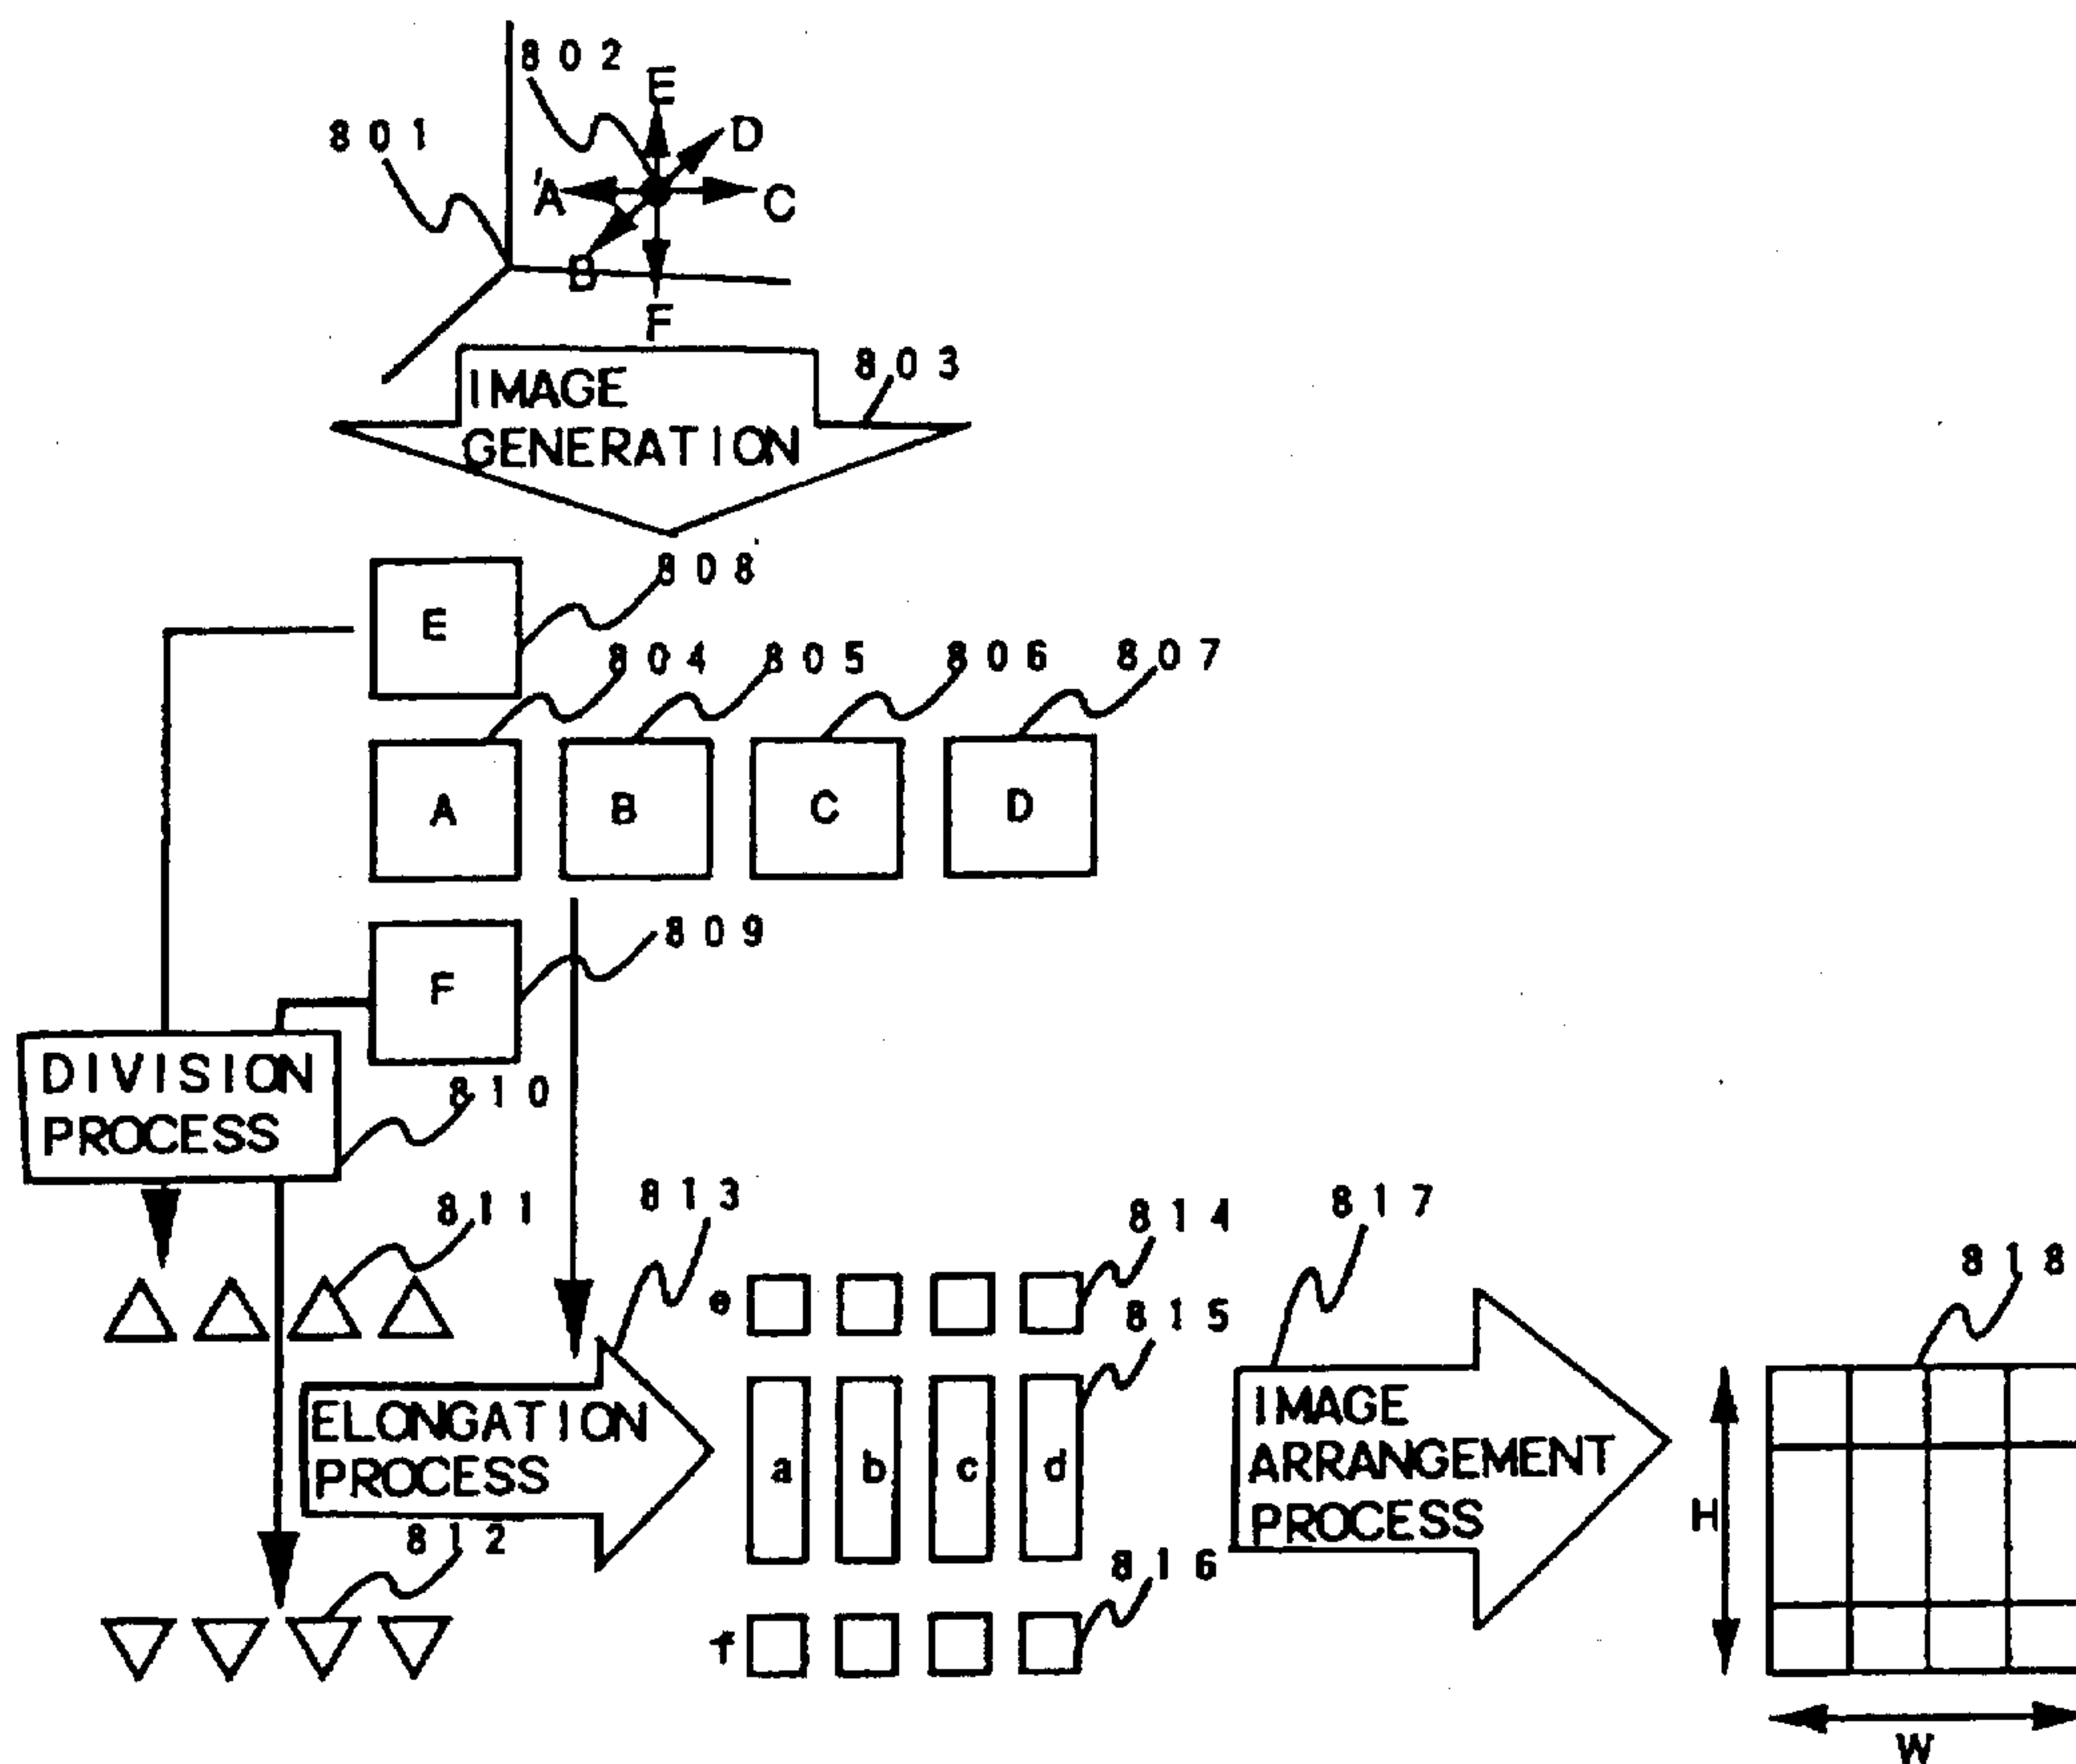 802
E
801
D
A
C
B
F
803
IMAGE
GENERATION
808
E
804
805
806
807
A
B
C
D
809
F
DIVISION
PROCESS
810
811
813
814
817
818
e
815
ELONGATION
PROCESS
a
b
c
d
IMAGE
ARRANGEMENT
PROCESS
H
812
816
f
W